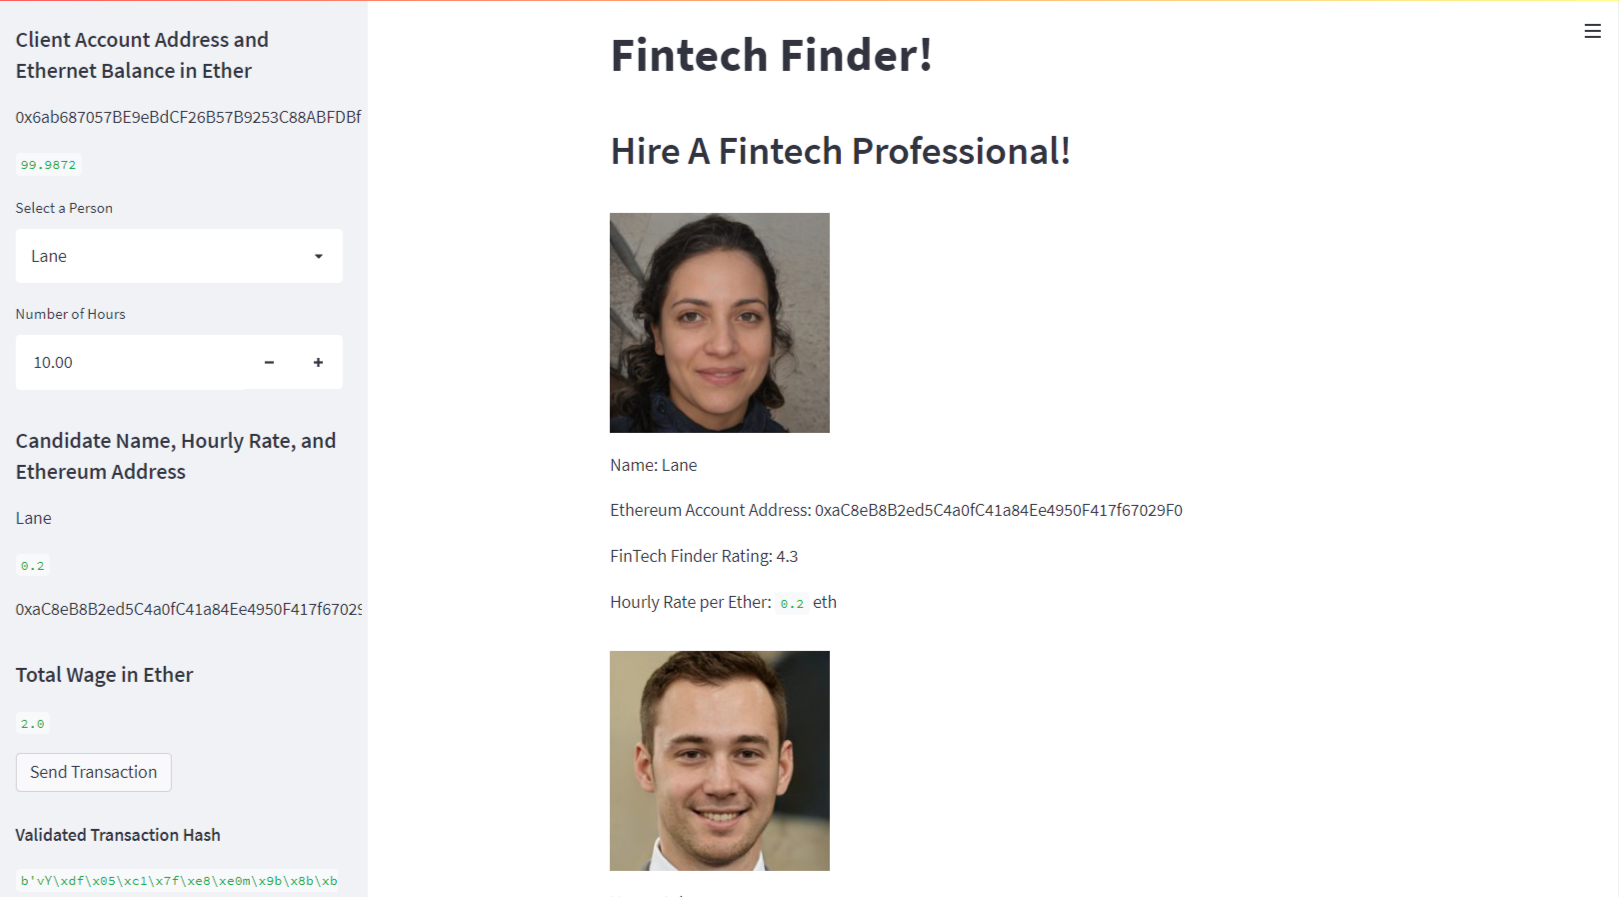 Client Account Address and
Ethernet Balance in Ether
0x6ab687057BE9eBdCF26B57B9253C88ABFDBf
99.9872
Select a Person
Lane
Number of Hours
10.00
Candidate Name, Hourly Rate, and
Ethereum Address
Lane
0.2
0xaC8eB8B2ed5C4a0fC41a84Ee4950F417f6702
Total Wage in Ether
2.0
Send Transaction
Validated Transaction Hash
b'vY\xdf\x05\xc1\x7f\xe8\xe0m\x9b\x8b\xb
Fintech Finder!
Hire A Fintech Professional!
Name: Lane
Ethereum Account Address: 0xaC8eB8B2ed5C4a0fC41a84Ee4950F417f67029F0
FinTech Finder Rating: 4.3
Hourly Rate per Ether: 0.2 eth